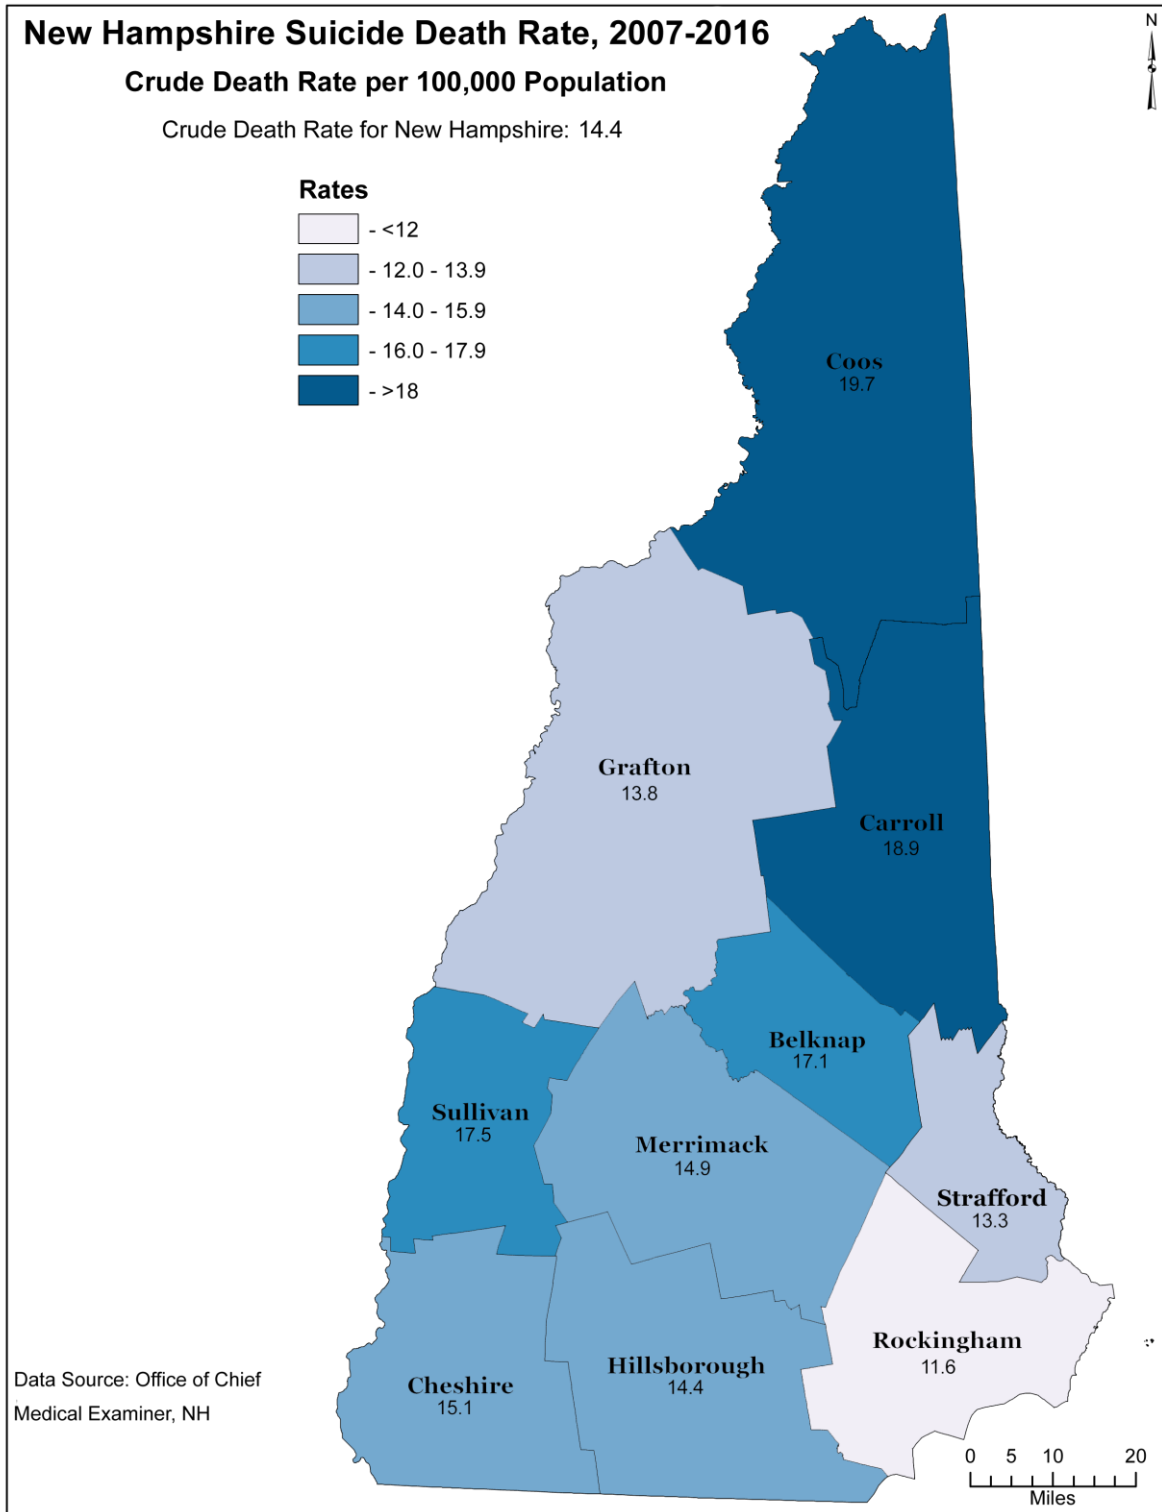 New Hampshire Suicide Death Rate, 2007-2016
N
Crude Death Rate per 100,000 Population
Crude Death Rate for New Hampshire: 14.4
Rates
- <12
- 12.0 - 13.9
- 14.0 - 15.9
- 16.0 - 17.9
- >18
Coos
19.7
Grafton
13.8
Carroll
18.9
Belknap
17.1
Sullivan
17.5
Merrimack
14.9
Strafford
13.3
Rockingham
11.6
Hillsborough
14.4
Cheshire
15.1
Data Source: Office of Chief
Medical Examiner, NH
0 5 10 20
Miles